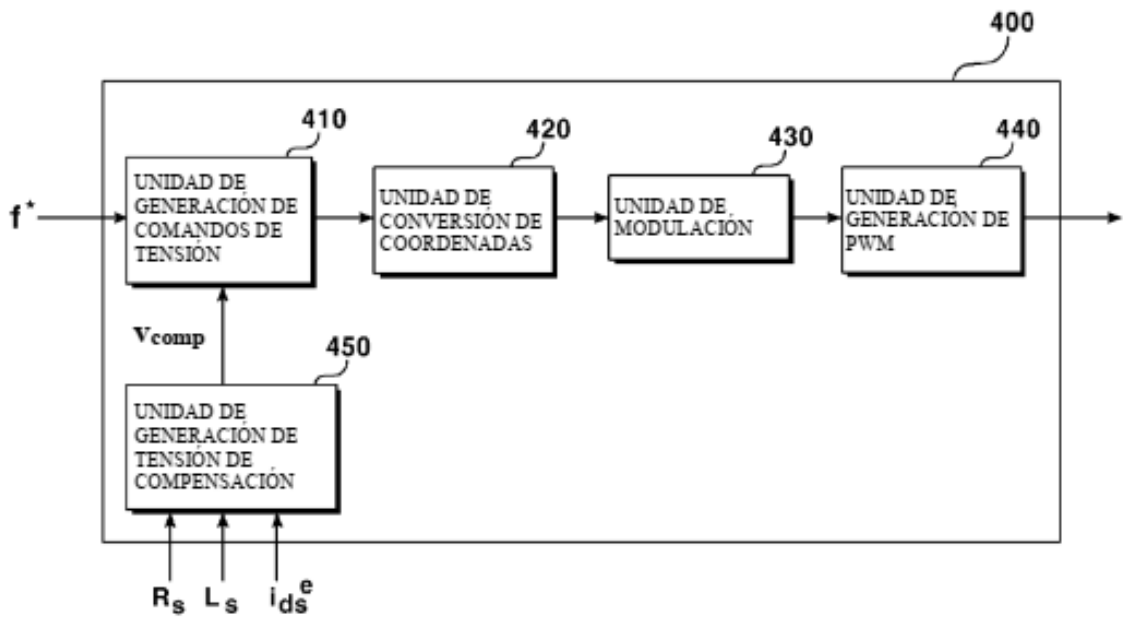 400
410
420
430
440
UNIDAD DE
GENERACIÓN DE
COMANDOS DE
TENSIÓN
UNIDAD DE
CONVERSIÓN DE
COORDENADAS
UNIDAD DE
MODULACIÓN
UNIDAD DE
GENERACIÓN DE
PWM
f*
Vcomp
450
UNIDAD DE
GENERACIÓN DE
TENSIÓN DE
COMPENSACIÓN
Rs Ls idse